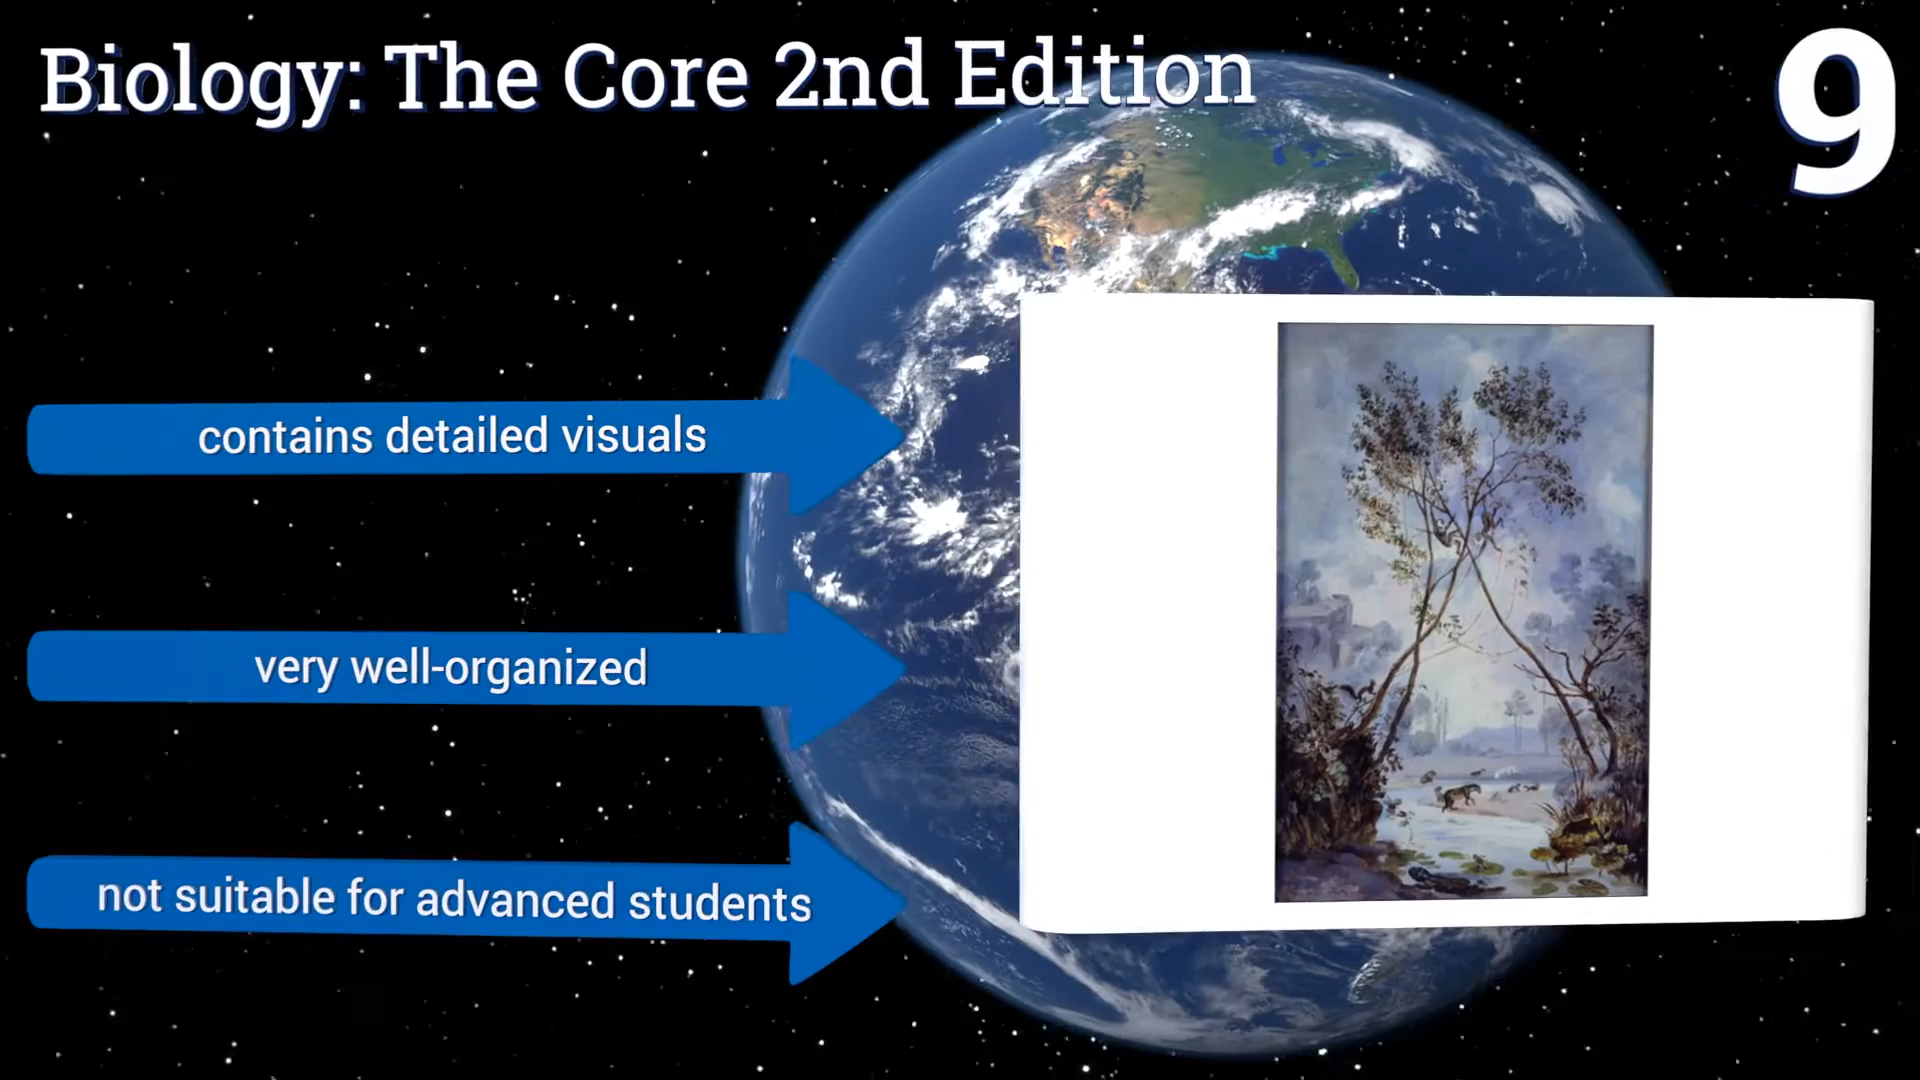 Biology: The Core 2nd Edition
9
contains detailed visuals
very well-organized
not suitable for advanced students